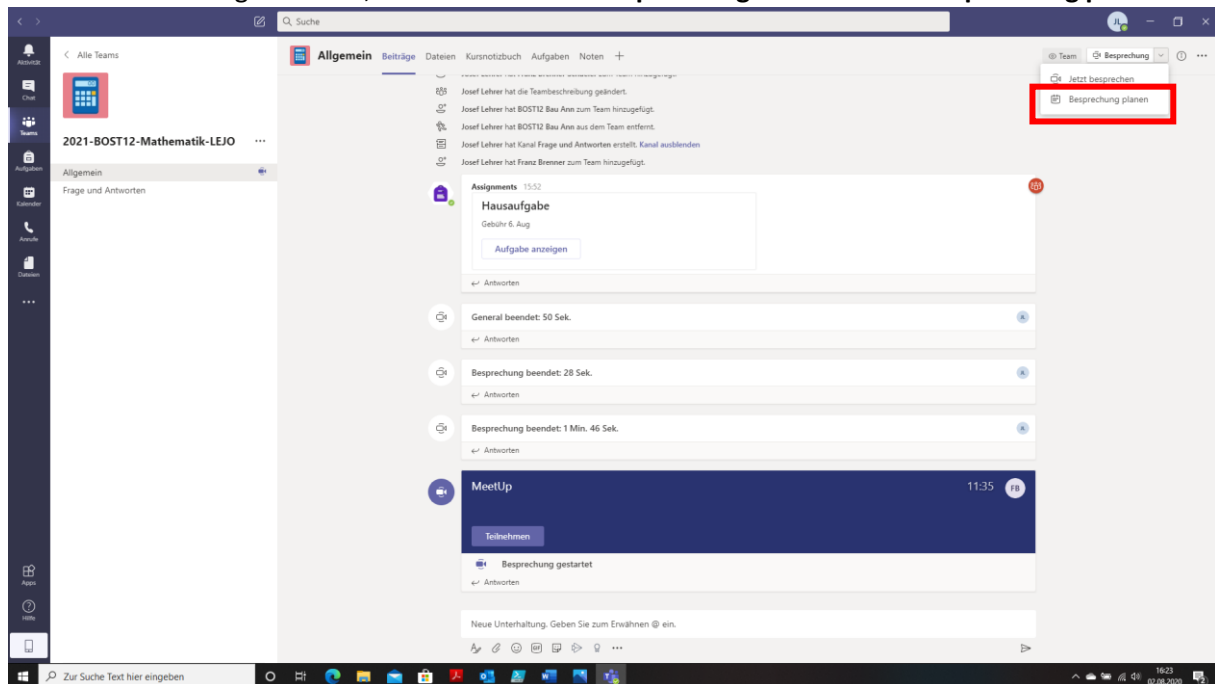 Suche
JL
Aktivität
Chat
Teams
Aufgaben
Kalender
Anrufe
Dateien
Apps
Hilfe
Alle Teams
2021-BOST12-Mathematik-LEJO
Allgemein
Frage und Antworten
Allgemein Beiträge Dateien Kursnotizbuch Aufgaben Noten +
Team Besprechung
Jetzt besprechen
Besprechung planen
Josef Lehrer hat die Teambeschreibung geändert.
Josef Lehrer hat BOST12 Bau Ann zum Team hinzugefügt.
Josef Lehrer hat BOST12 Bau Ann aus dem Team entfernt.
Josef Lehrer hat Kanal Frage und Antworten erstellt. Kanal ausblenden
Josef Lehrer hat Franz Brenner zum Team hinzugefügt.
Assignments 15:52
Hausaufgabe
Gebühr 6. Aug
Aufgabe anzeigen
Antworten
General beendet: 50 Sek.
JL
Antworten
Besprechung beendet: 28 Sek.
JL
Antworten
Besprechung beendet: 1 Min. 46 Sek.
JL
Antworten
MeetUp 11:35 FB
Teilnehmen
Besprechung gestartet
Antworten
Neue Unterhaltung. Geben Sie zum Erwähnen @ ein.
GIF
Zur Suche Text hier eingeben
16:23
02.08.2020